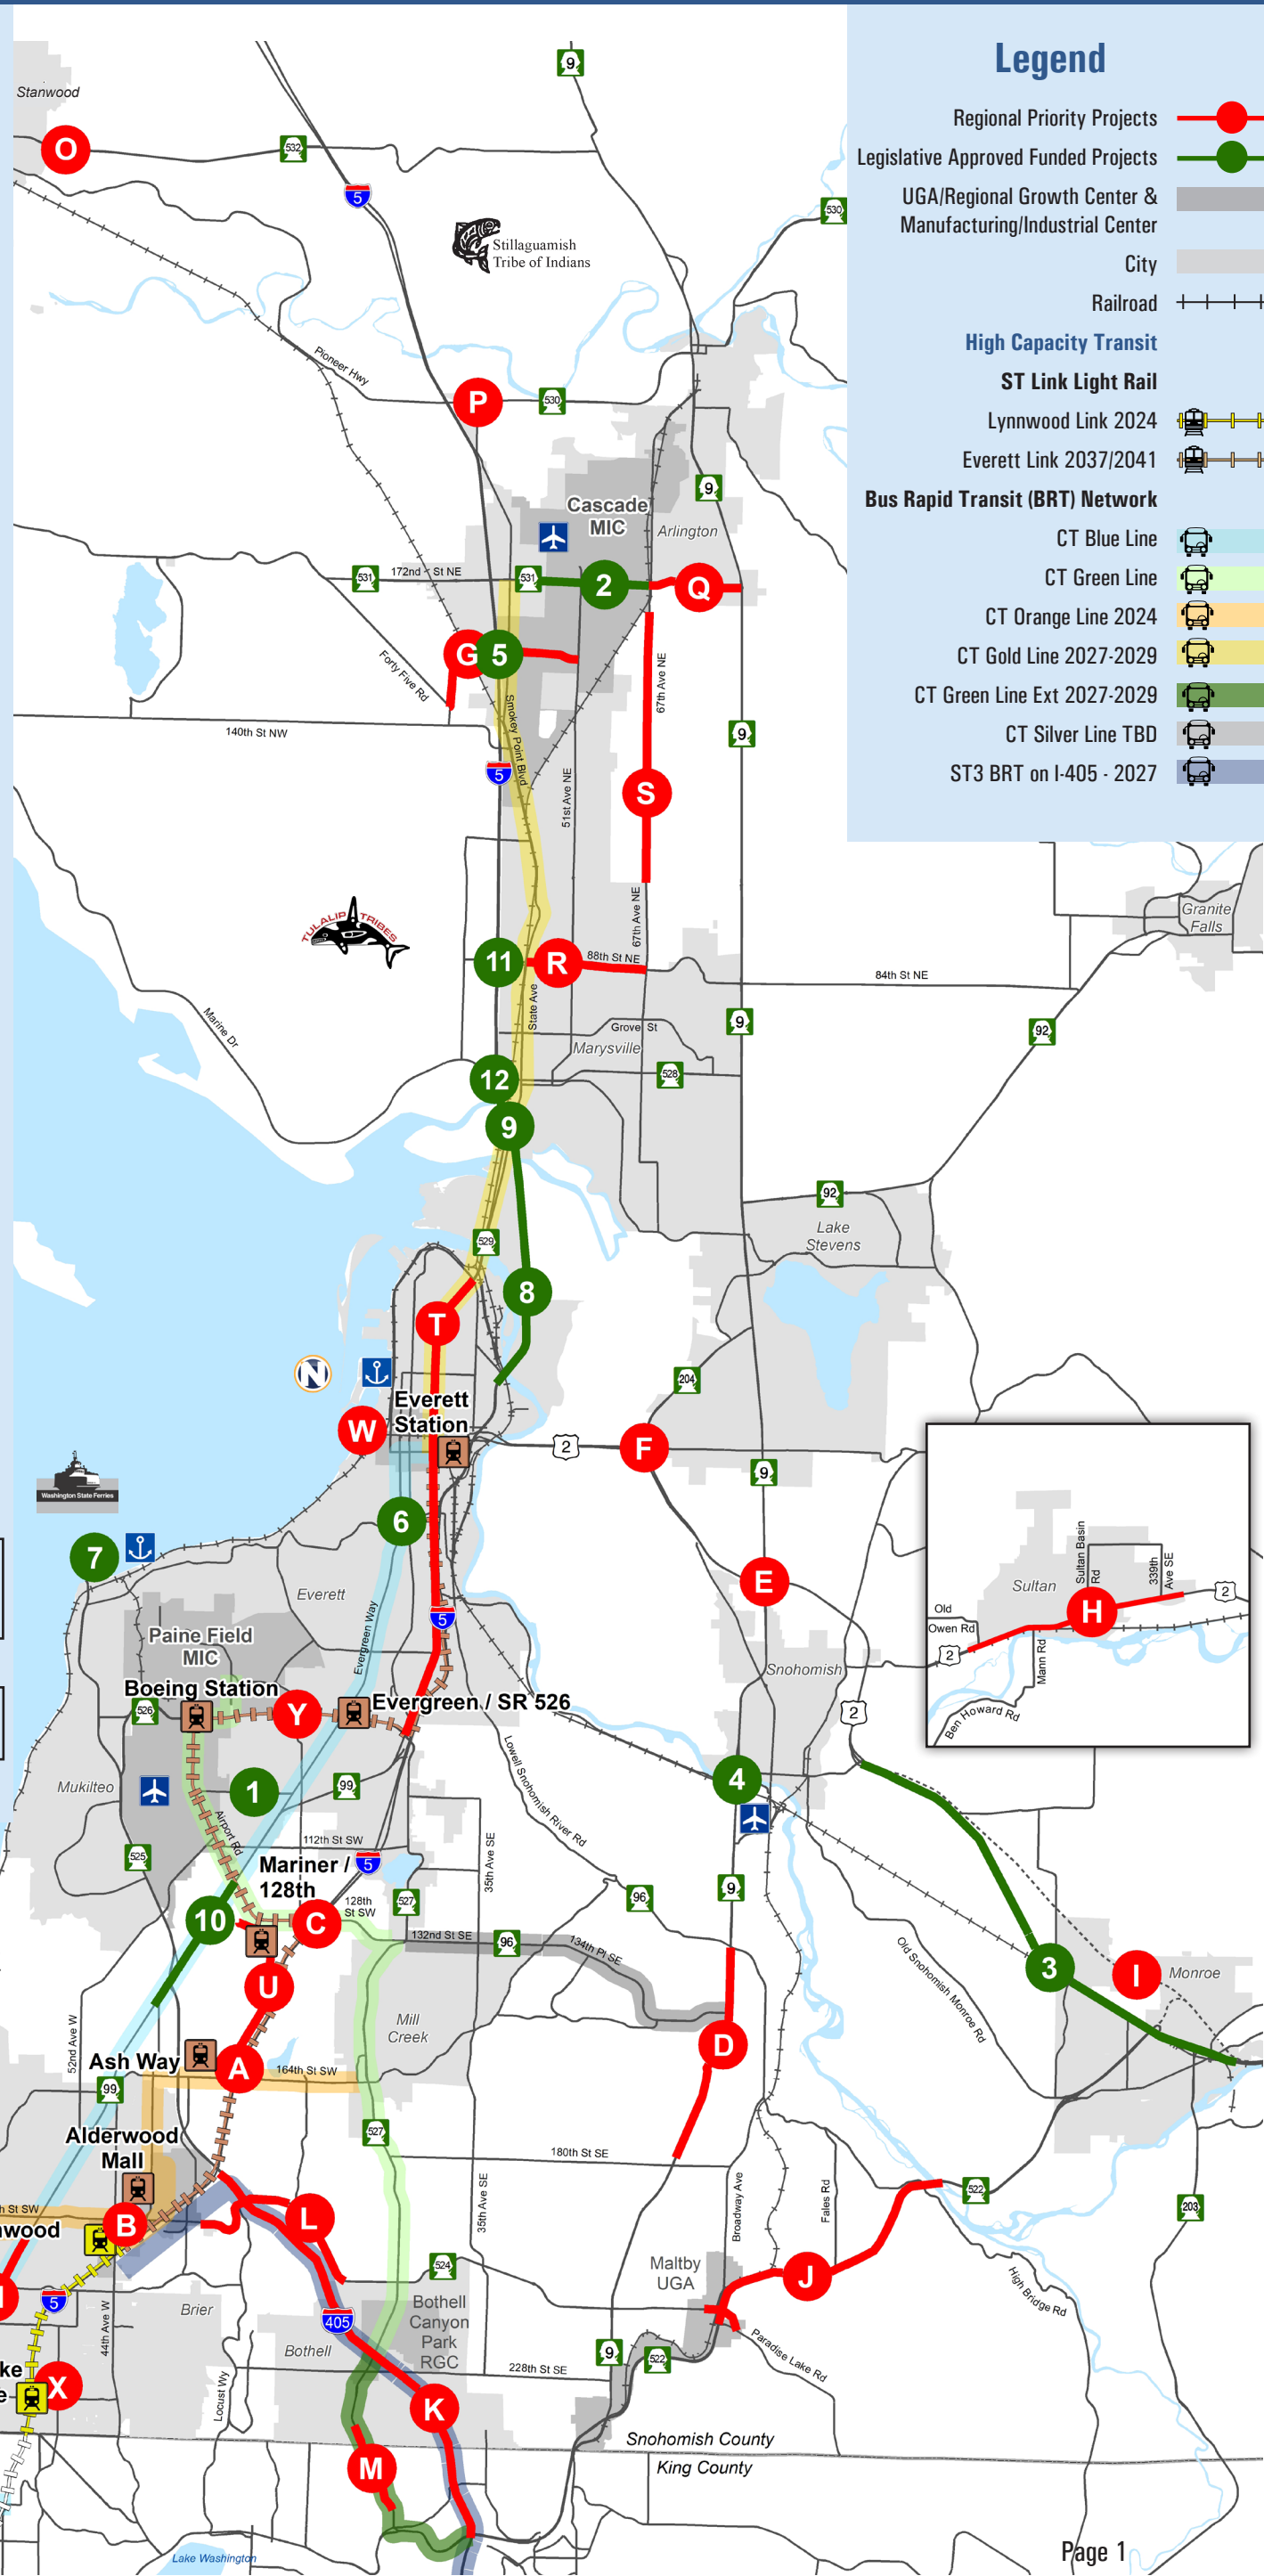 Legend
Regional Priority Projects
Legislative Approved Funded Projects
UGA/Regional Growth Center &
Manufacturing/Industrial Center
City
Railroad
High Capacity Transit
ST Link Light Rail
Lynnwood Link 2024
Everett Link 2037/2041
Bus Rapid Transit (BRT) Network
CT Blue Line
CT Green Line
CT Orange Line 2024
CT Gold Line 2027-2029
CT Green Line Ext 2027-2029
CT Silver Line TBD
ST3 BRT on I-405 - 2027
9
Stanwood
O
532
5
530
Stillaguamish
Tribe of Indians
Pioneer Hwy
P
530
9
Cascade
MIC
Arlington
531
172nd St NE
531
2
Q
G
5
Forty Five Rd
67th Ave NE
Smokey Point Blvd
140th St NW
9
5
51st Ave NE
S
TULALIP TRIBES
67th Ave NE
Granite
Falls
11
R
88th St NE
84th St NE
State Ave
Marine Dr
Grove St
9
92
Marysville
12
528
9
92
Lake
Stevens
529
8
T
N
204
Everett
Station
W
2
F
9
Washington State Ferries
6
7
E
Everett
Evergreen Way
5
Sultan
Sultan Basin
Rd
339th
Ave SE
H
2
Old
Owen Rd
2
Mann Rd
Ben Howard Rd
Paine Field
MIC
Snohomish
Boeing Station
526
Y
Evergreen / SR 526
2
Lowell Snohomish River Rd
4
Mukilteo
1
99
Airport Rd
112th St SW
35th Ave SE
525
Mariner /
128th
5
9
128th
St SW
527
96
10
C
132nd St SE
96
134th Pl SE
Old Snohomish Monroe Rd
3
I
Monroe
U
Mill
Creek
52nd Ave W
D
Ash Way
A
164th St SW
99
527
Alderwood
Mall
180th St SE
35th Ave SE
Broadway Ave
Fales Rd
522
203
h St SW
B
L
nwood
524
Maltby
UGA
J
High Bridge Rd
5
44th Ave W
Brier
405
Bothell
Canyon
Park
RGC
Bothell
9
522
Paradise Lake Rd
228th St SE
ke
e
X
Locust Wy
K
Snohomish County
King County
M
Lake Washington
Page 1